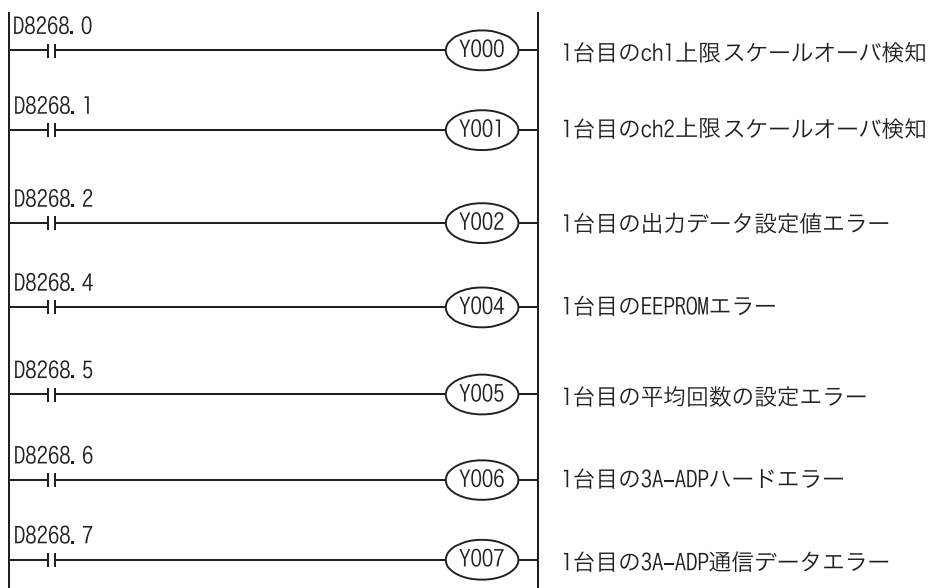 D8268. 0
Y000 1台目のch1上限スケールオーバ検知
D8268. 1
Y001 1台目のch2上限スケールオーバ検知
D8268. 2
Y002 1台目の出力データ設定値エラー
D8268. 4
Y004 1台目のEEPROMエラー
D8268. 5
Y005 1台目の平均回数の設定エラー
D8268. 6
Y006 1台目の3A-ADPハードエラー
D8268. 7
Y007 1台目の3A-ADP通信データエラー